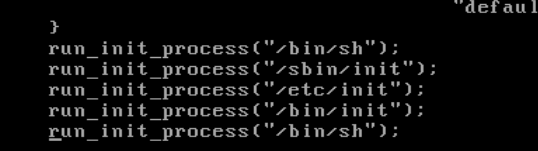 "defaul
}
run_init_process("/bin/sh");
run_init_process("/sbin/init");
run_init_process("/etc/init");
run_init_process("/bin/init");
run_init_process("/bin/sh");